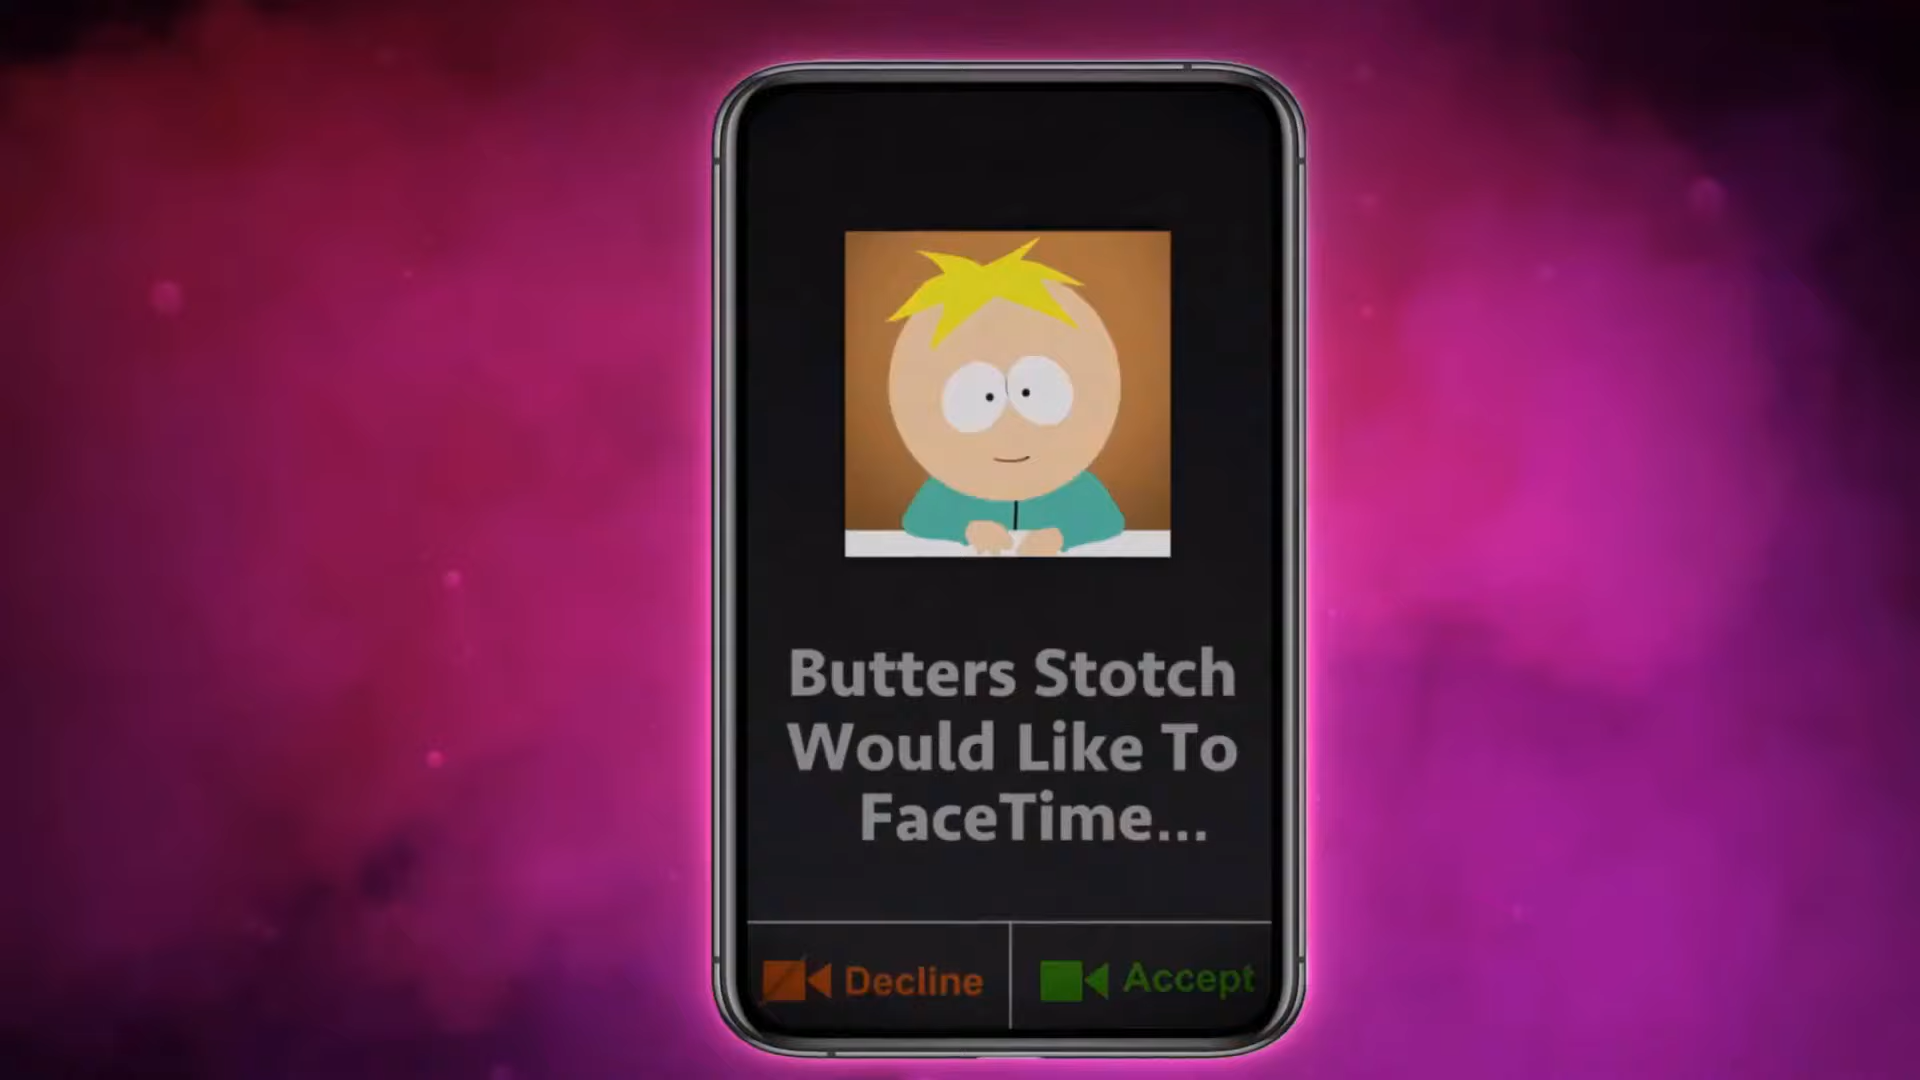 Butters Stotch
Would Like To
FaceTime...
Decline
Accept